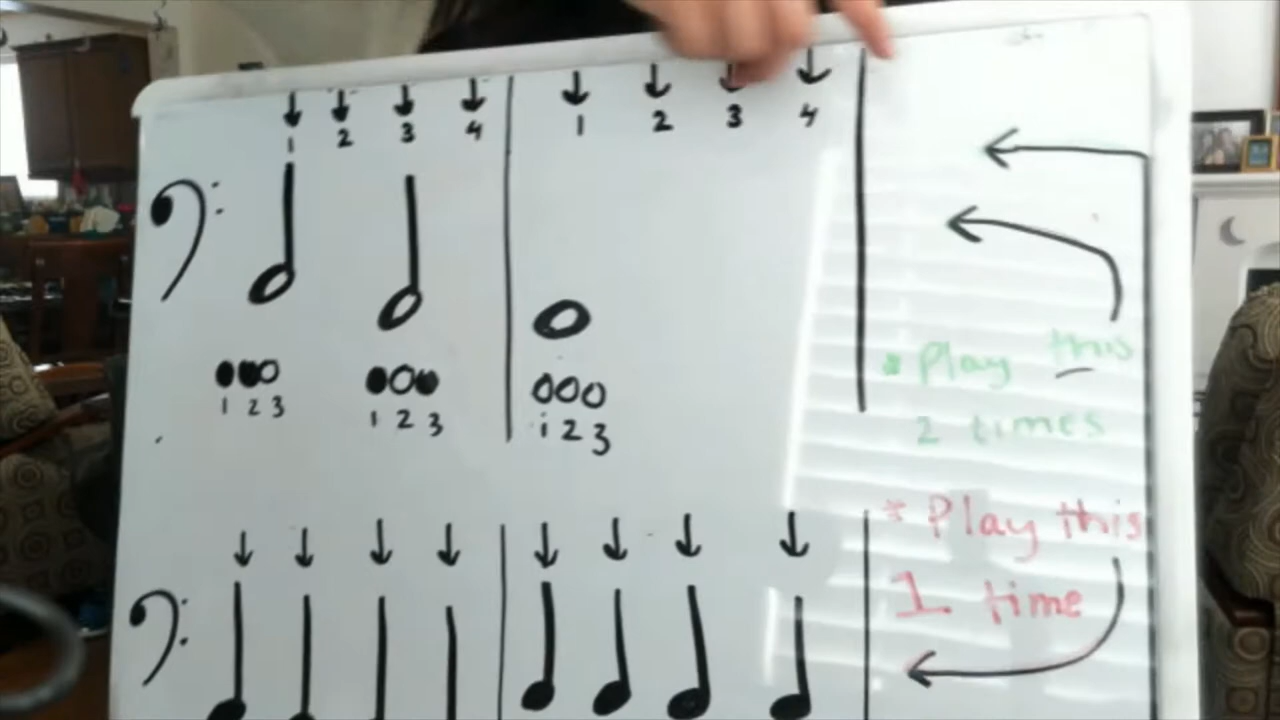 1 2 3 4 1 2 3 4
1 2 3 1 2 3 1 2 3
* Play this
2 times
* Play this
1 time